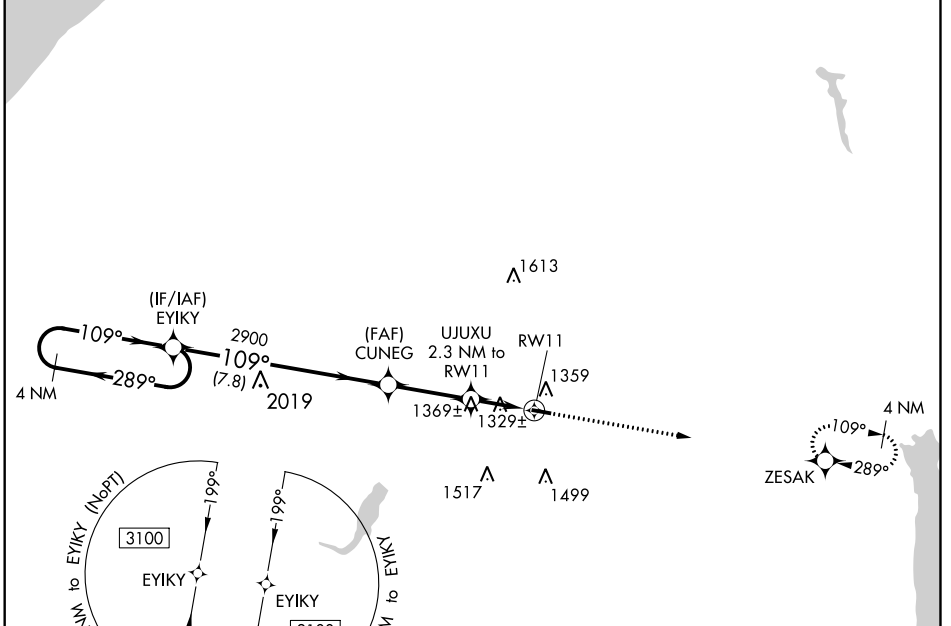 1613
(IF/IAF)
EYIKY
109°
2900
109°
(7.8)
289°
4 NM
2019
(FAF)
CUNEG
UJUXU
2.3 NM to
RW11
RW11
1359
1369±
1329±
1517
1499
4 NM
109°
289°
ZESAK
199°
199°
to EYIKY (NoPT)
3100
EYIKY
EYIKY
to EYIKY